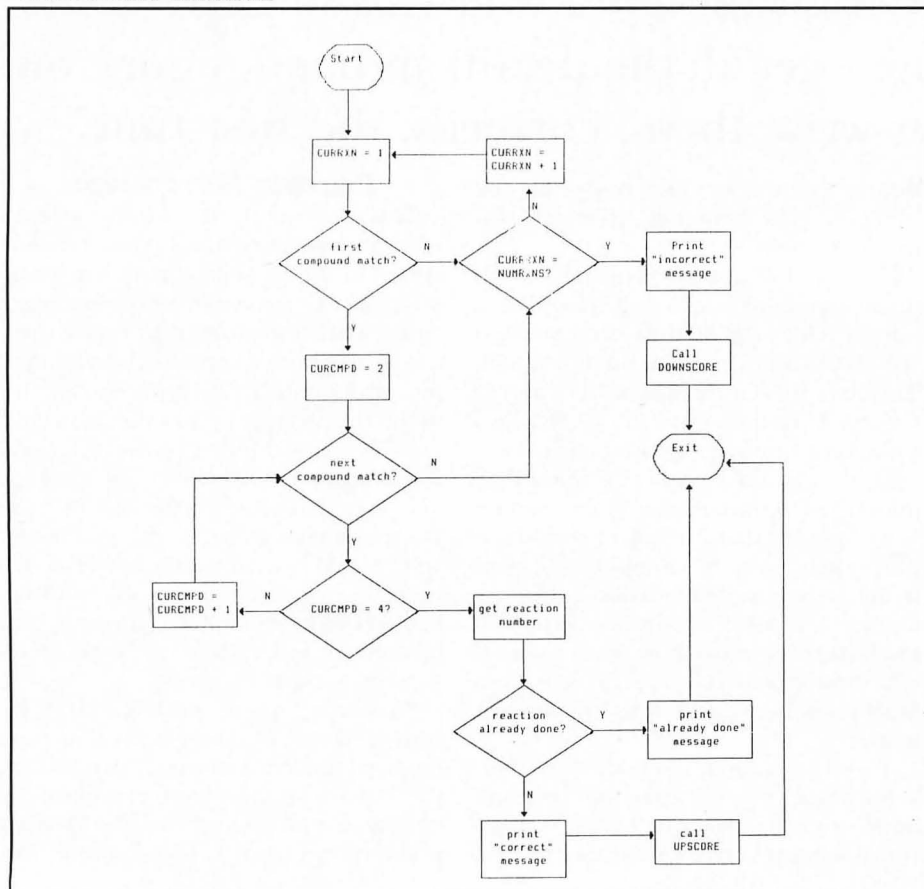 Start
CURRXN = 1
CURRXN =
CURRXN + 1
N
first
compound match?
N
NUMRXNS?
Y
Print
"incorrect"
message
Y
CURCMPD = 2
Call
DOWNSCORE
next
compound match?
N
Exit
Y
CURCMPD =
CURCMPD + 1
N
CURCMPD = 4?
Y
get reaction
number
reaction
already done?
Y
print
"already done"
message
N
print
"correct"
message
call
UPSCORE